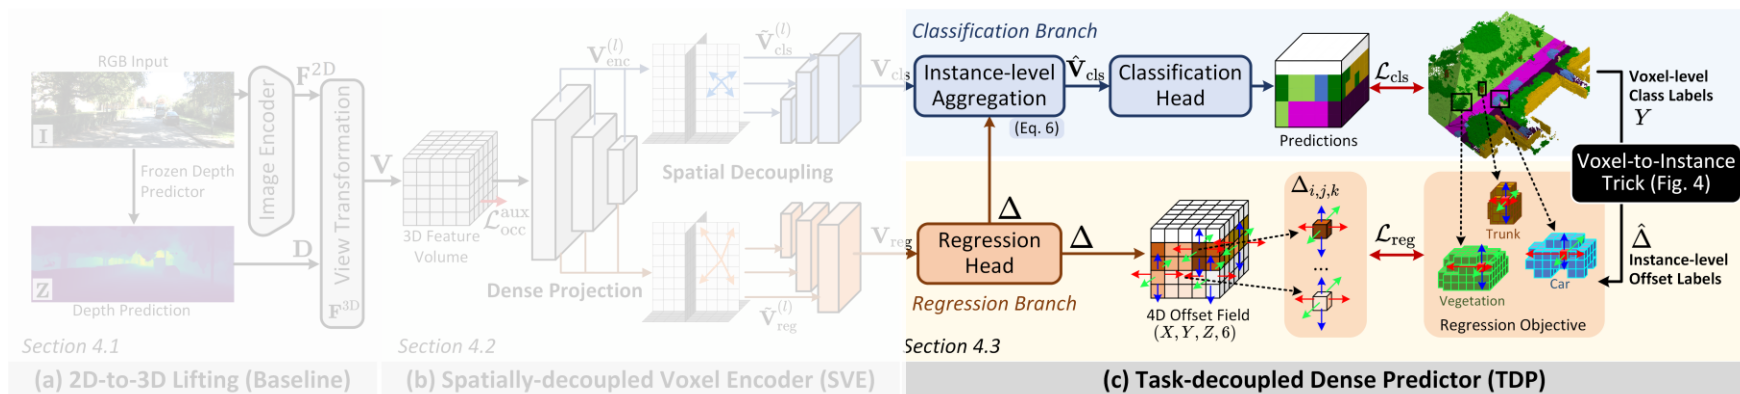 RGB Input
I
Frozen Depth
Predictor
Z
Depth Prediction
Image Encoder
F^2D
D
View Transformation
F^3D
V
Section 4.1
(a) 2D-to-3D Lifting (Baseline)
3D Feature
Volume
L_occ^aux
V_enc^(l)
Dense Projection
Ṽ_cls^(l)
Spatial Decoupling
Ṽ_reg^(l)
V_cls
V_reg
Section 4.2
(b) Spatially-decoupled Voxel Encoder (SVE)
Classification Branch
Instance-level
Aggregation
(Eq. 6)
V̂_cls
Classification
Head
Predictions
L_cls
Voxel-level
Class Labels
Y
Voxel-to-Instance
Trick (Fig. 4)
Δ
Regression
Head
Regression Branch
Δ
4D Offset Field
(X, Y, Z, 6)
Δ_i,j,k
...
L_reg
Trunk
Vegetation
Car
Regression Objective
Δ̂
Instance-level
Offset Labels
Section 4.3
(c) Task-decoupled Dense Predictor (TDP)